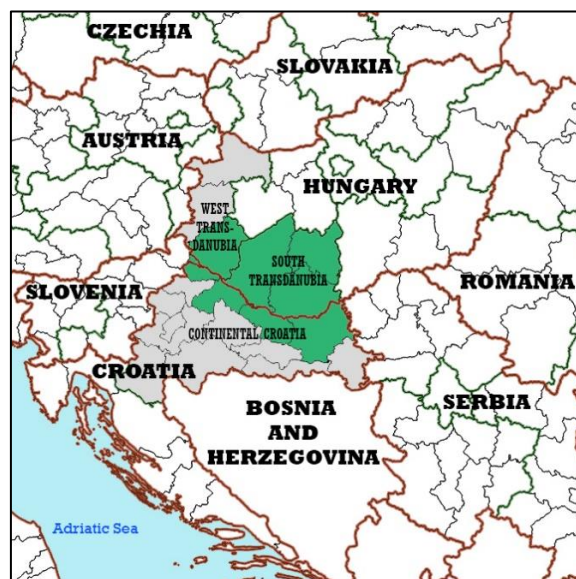 CZECHIA
SLOVAKIA
AUSTRIA
HUNGARY
WEST
TRANS-
DANUBIA
SOUTH
TRANSDANUBIA
SLOVENIA
ROMANIA
CONTINENTAL CROATIA
CROATIA
SERBIA
BOSNIA
AND
HERZEGOVINA
Adriatic Sea